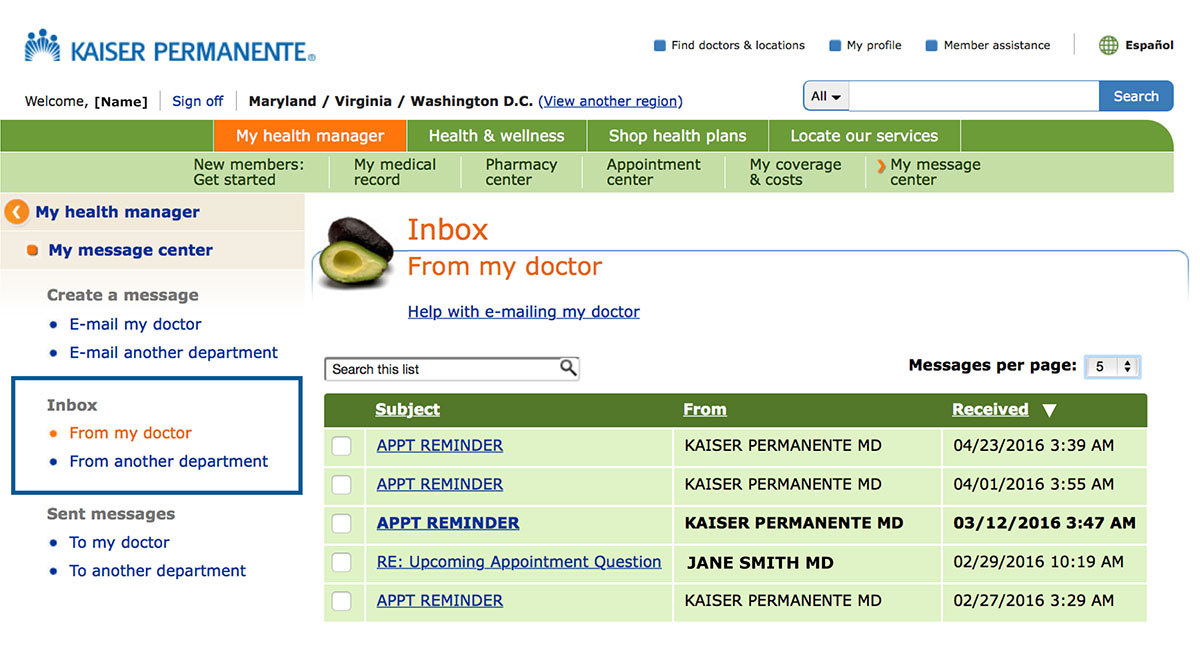 KAISER PERMANENTE®
Find doctors & locations My profile Member assistance Español
Welcome, [Name] Sign off Maryland / Virginia / Washington D.C. (View another region)
All Search
My health manager Health & wellness Shop health plans Locate our services
New members: Get started
My medical record
Pharmacy center
Appointment center
My coverage & costs
My message center
My health manager
My message center
Create a message
E-mail my doctor
E-mail another department
Inbox
From my doctor
From another department
Sent messages
To my doctor
To another department
Inbox
From my doctor
Help with e-mailing my doctor
Search this list
Messages per page: 5
Subject From Received ▼
APPT REMINDER KAISER PERMANENTE MD 04/23/2016 3:39 AM
APPT REMINDER KAISER PERMANENTE MD 04/01/2016 3:55 AM
APPT REMINDER KAISER PERMANENTE MD 03/12/2016 3:47 AM
RE: Upcoming Appointment Question JANE SMITH MD 02/29/2016 10:19 AM
APPT REMINDER KAISER PERMANENTE MD 02/27/2016 3:29 AM